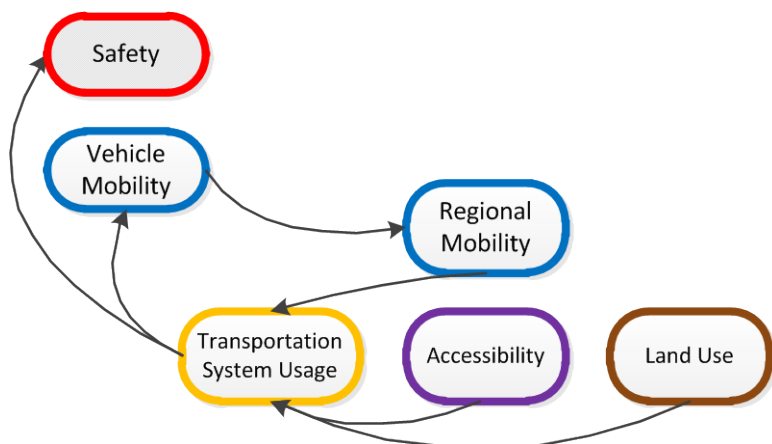 Safety
Vehicle
Mobility
Regional
Mobility
Transportation
System Usage
Accessibility
Land Use